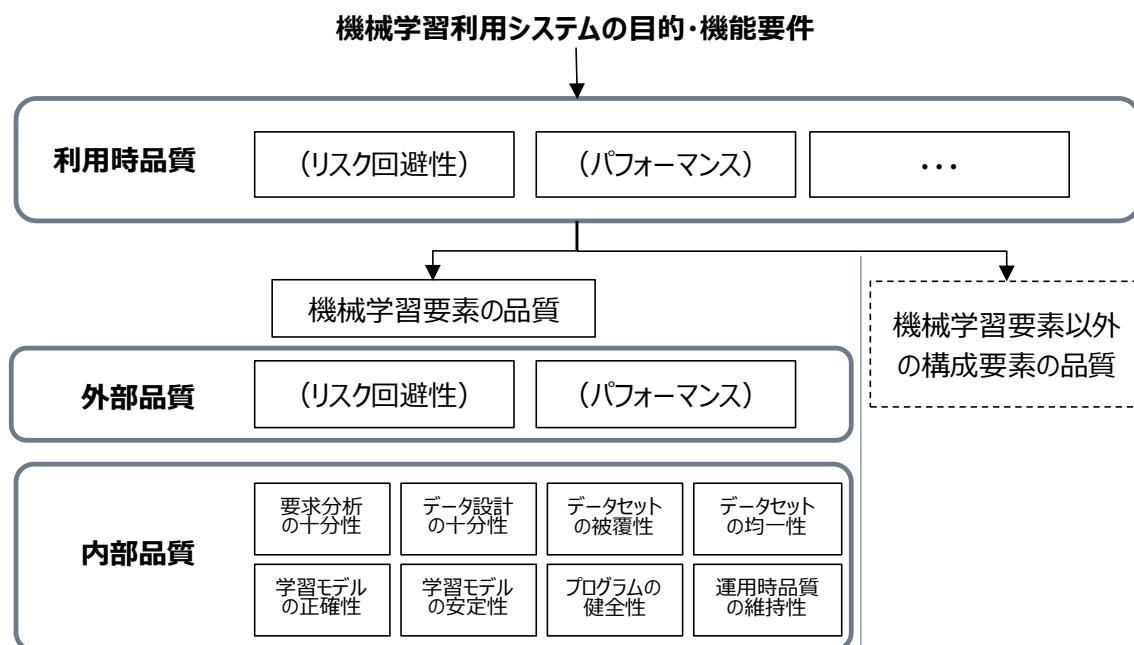 機械学習利用システムの目的・機能要件
利用時品質
（リスク回避性）
（パフォーマンス）
・・・
機械学習要素の品質
機械学習要素以外
の構成要素の品質
外部品質
（リスク回避性）
（パフォーマンス）
内部品質
要求分析
の十分性
データ設計
の十分性
データセット
の被覆性
データセット
の均一性
学習モデル
の正確性
学習モデル
の安定性
プログラムの
健全性
運用時品質
の維持性